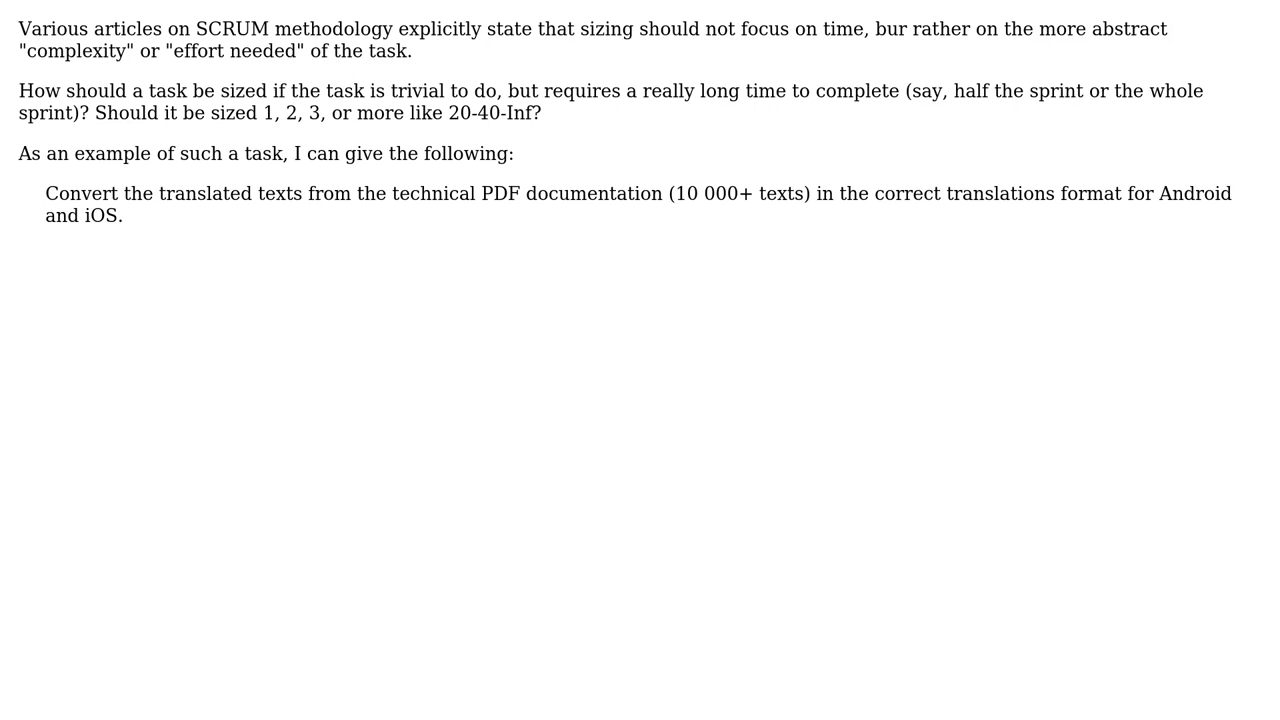 Various articles on SCRUM methodology explicitly state that sizing should not focus on time, bur rather on the more abstract
"complexity" or "effort needed" of the task.
How should a task be sized if the task is trivial to do, but requires a really long time to complete (say, half the sprint or the whole
sprint)? Should it be sized 1, 2, 3, or more like 20-40-Inf?
As an example of such a task, I can give the following:
Convert the translated texts from the technical PDF documentation (10 000+ texts) in the correct translations format for Android
and iOS.